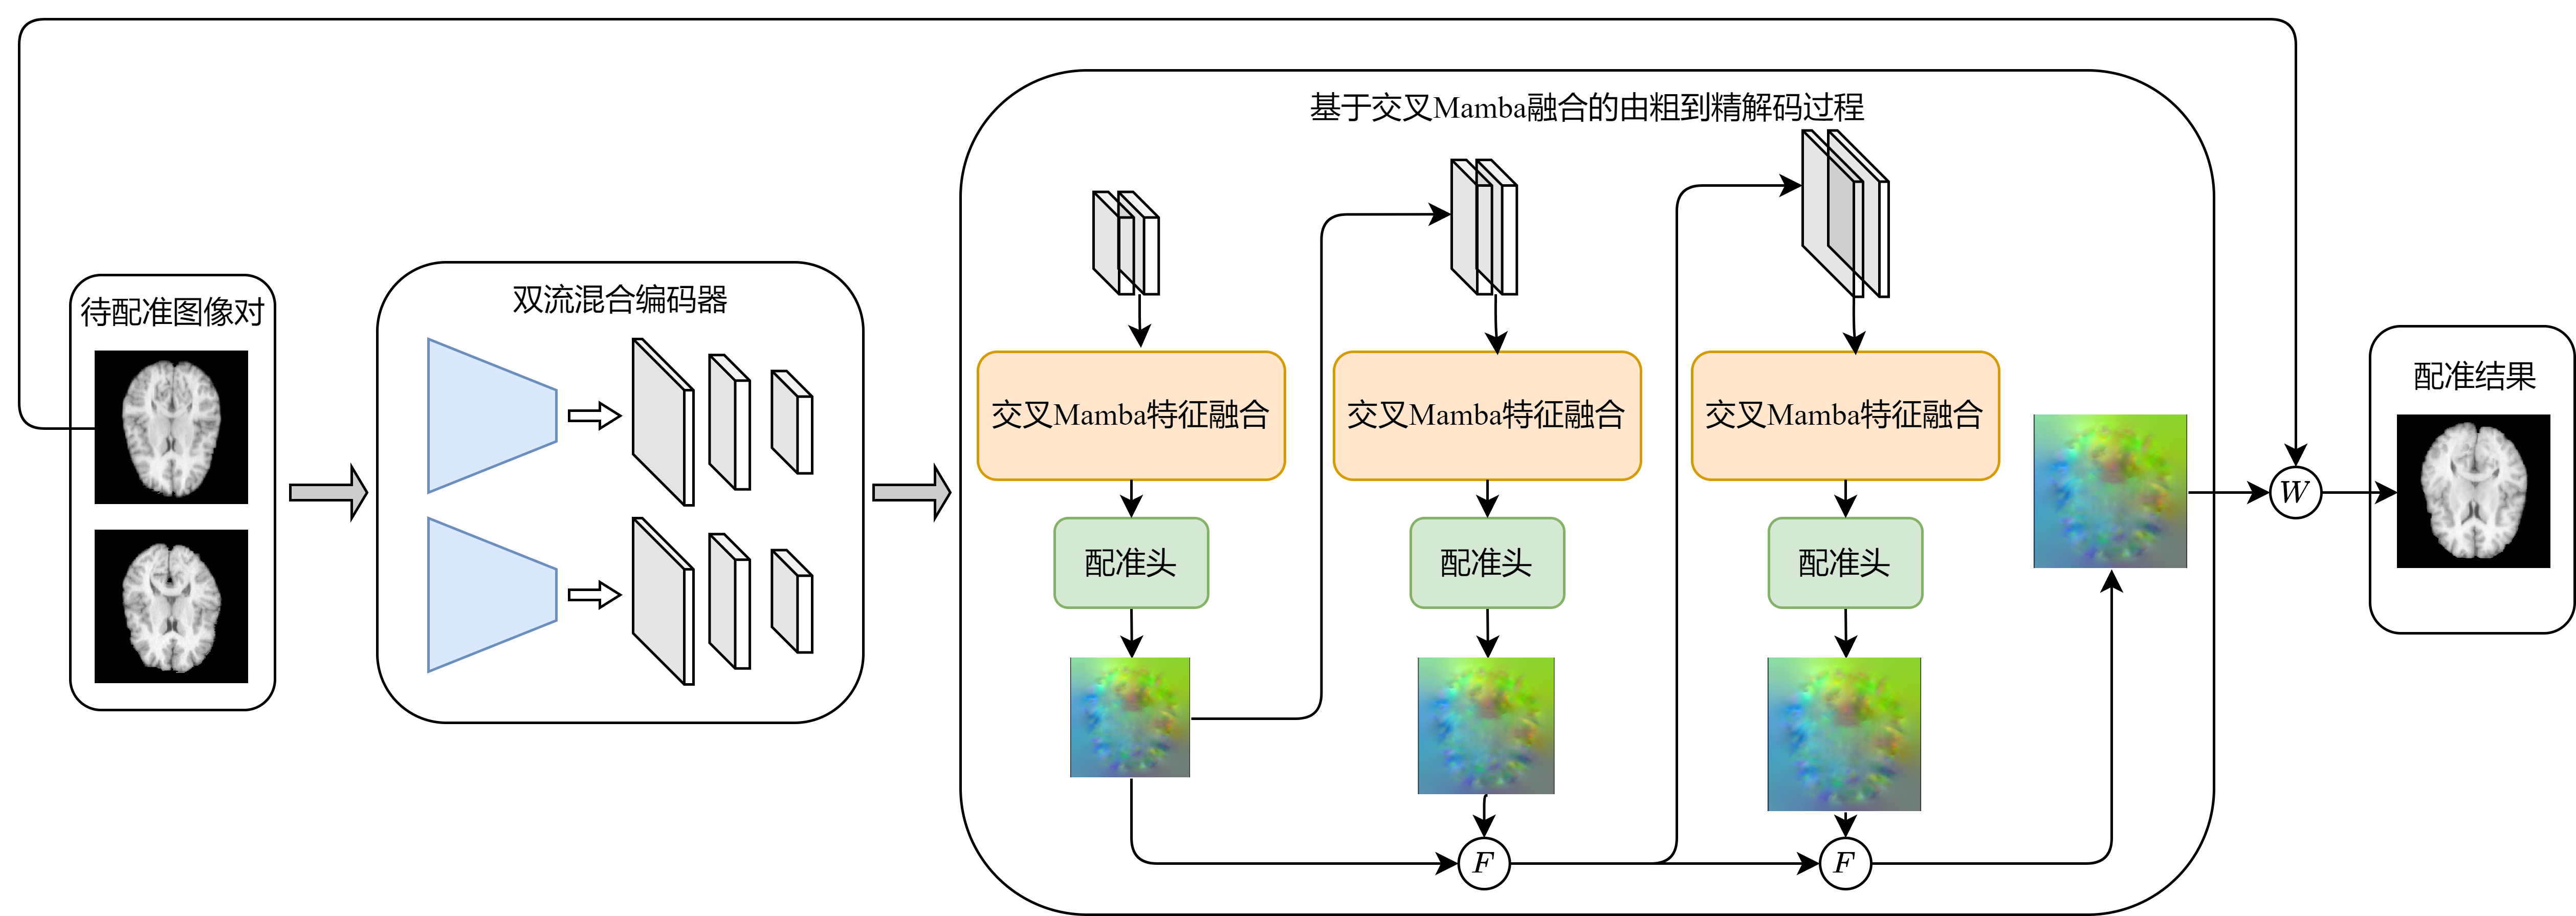 基于交叉Mamba融合的由粗到精解码过程
待配准图像对
双流混合编码器
交叉Mamba特征融合
交叉Mamba特征融合
交叉Mamba特征融合
配准头
配准头
配准头
F
F
W
配准结果